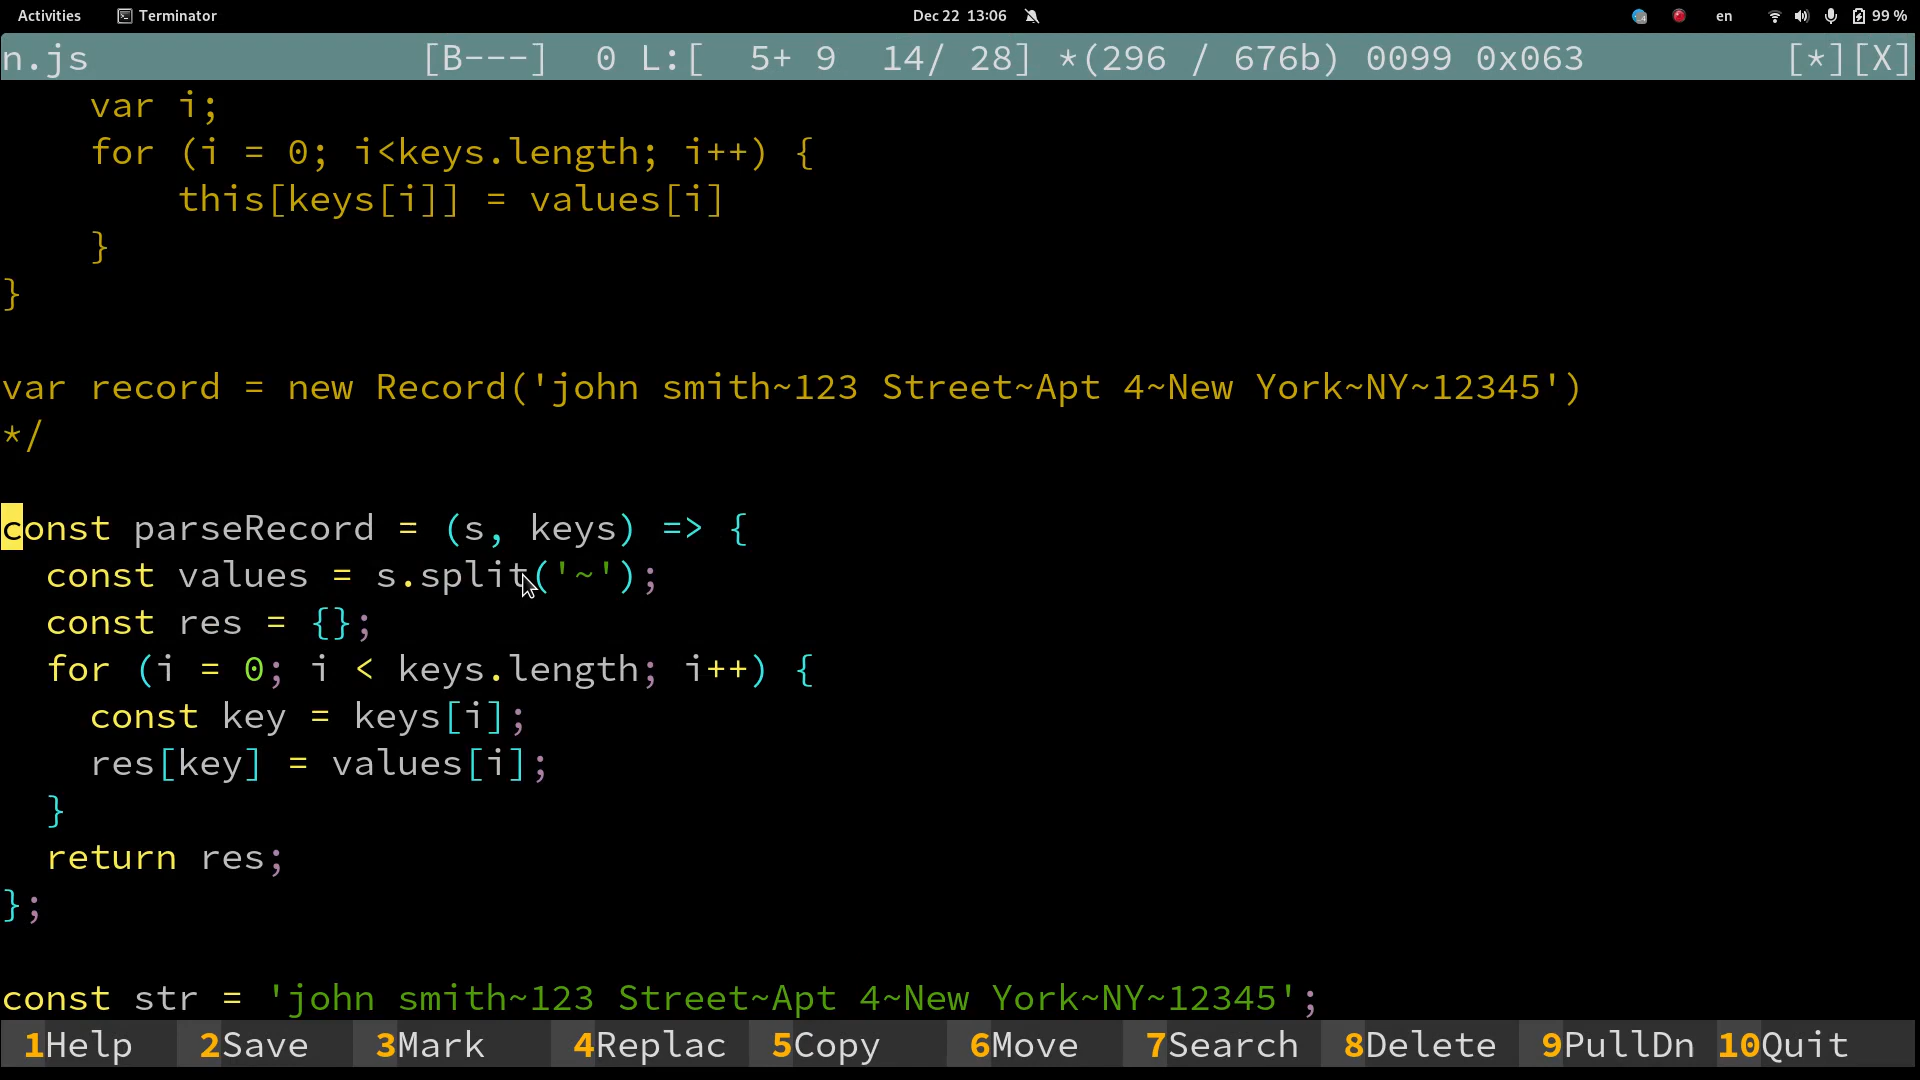 Activities Terminator Dec 22 13:06 en 99 %
n.js [B---] 0 L:[ 5+ 9 14/ 28] *(296 / 676b) 0099 0x063 [*][X]
    var i;
    for (i = 0; i<keys.length; i++) {
        this[keys[i]] = values[i]
    }
}
var record = new Record('john smith~123 Street~Apt 4~New York~NY~12345')
*/
const parseRecord = (s, keys) => {
  const values = s.split('~');
  const res = {};
  for (i = 0; i < keys.length; i++) {
    const key = keys[i];
    res[key] = values[i];
  }
  return res;
};
const str = 'john smith~123 Street~Apt 4~New York~NY~12345';
1Help 2Save 3Mark 4Replac 5Copy 6Move 7Search 8Delete 9PullDn 10Quit